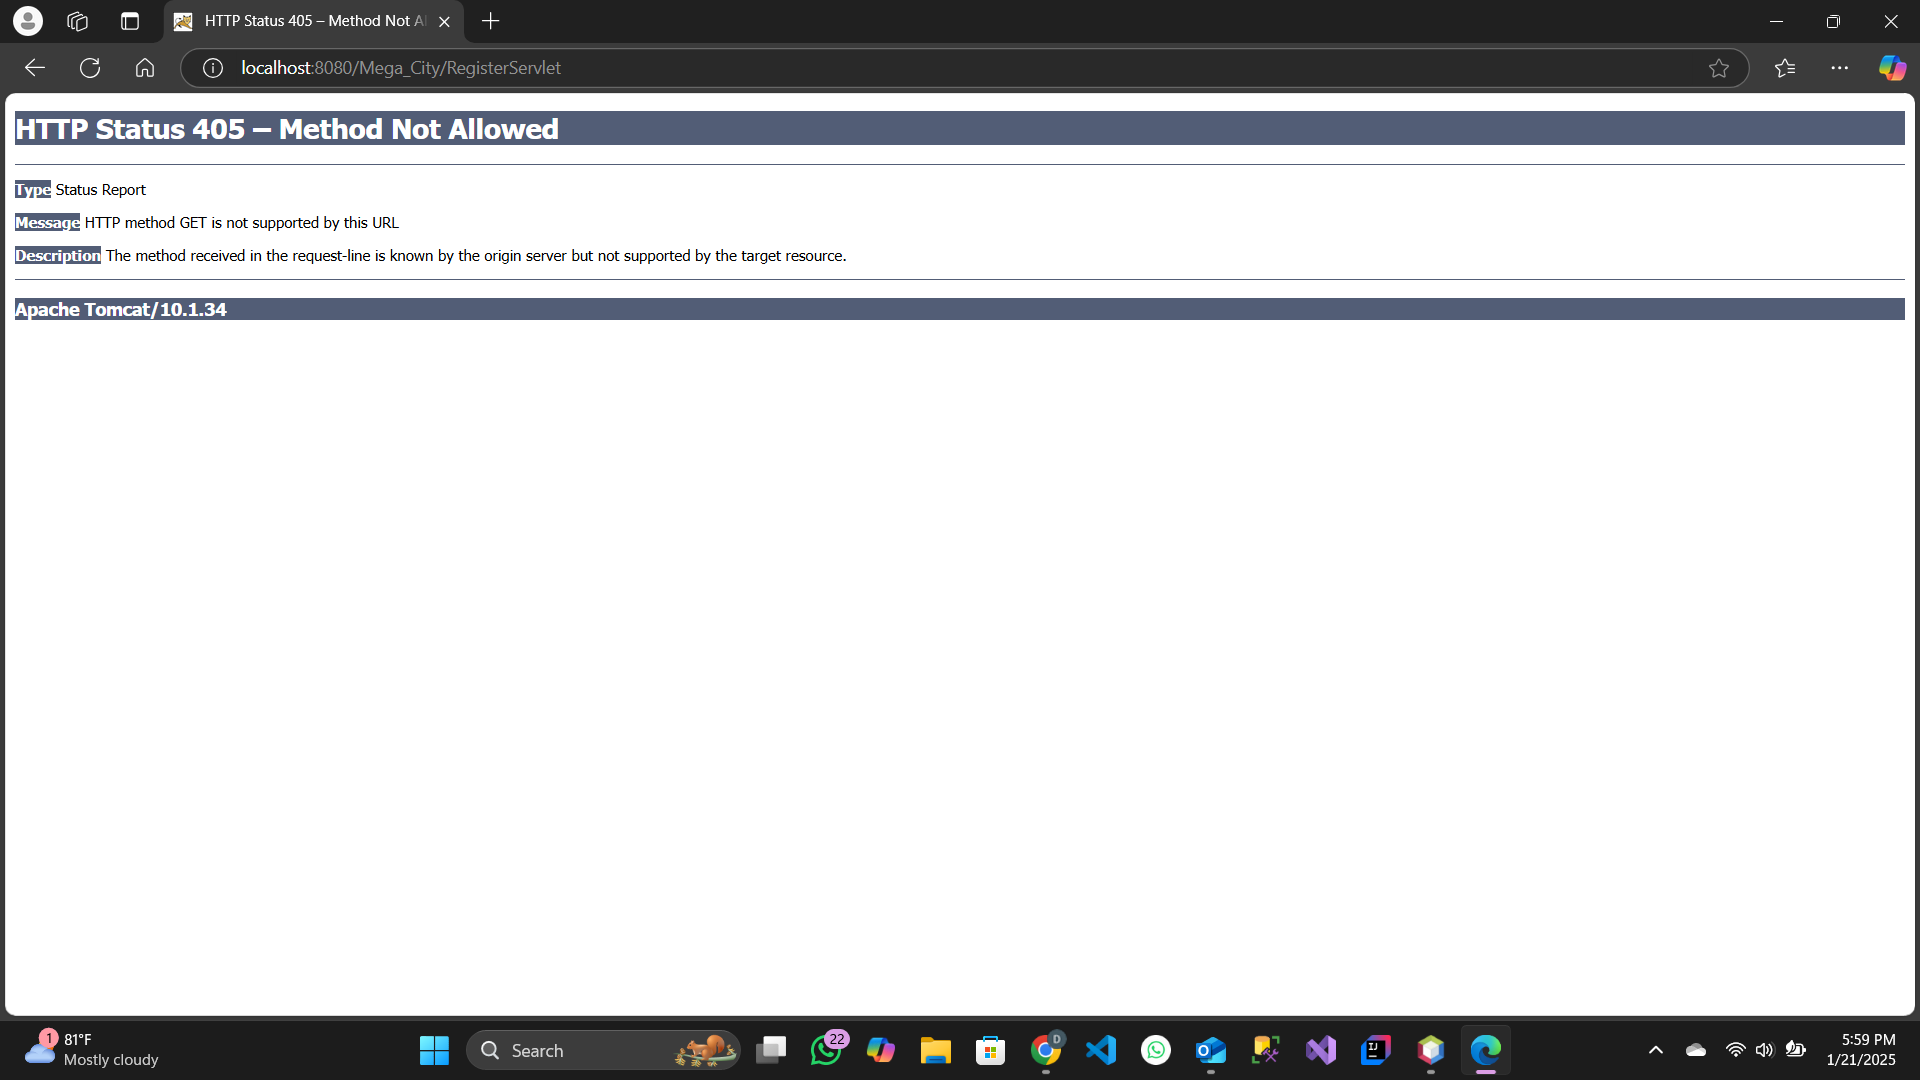 HTTP Status 405 – Method Not Al
localhost:8080/Mega_City/RegisterServlet
HTTP Status 405 – Method Not Allowed
Type Status Report
Message HTTP method GET is not supported by this URL
Description The method received in the request-line is known by the origin server but not supported by the target resource.
Apache Tomcat/10.1.34
1
81°F
Mostly cloudy
Search
22
D
IJ
5:59 PM
1/21/2025